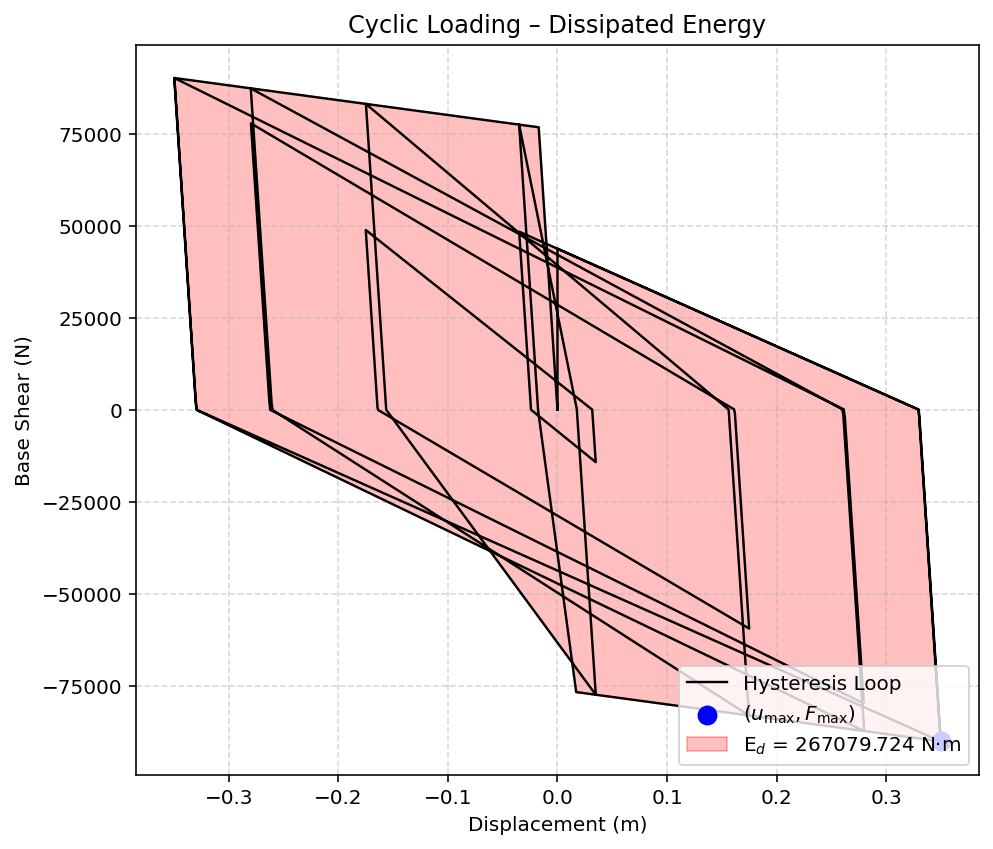 Cyclic Loading – Dissipated Energy
Base Shear (N)
75000
50000
25000
0
−25000
−50000
−75000
−0.3
−0.2
−0.1
0.0
0.1
0.2
0.3
Displacement (m)
Hysteresis Loop
(u_max, F_max)
E_d = 267079.724 N·m